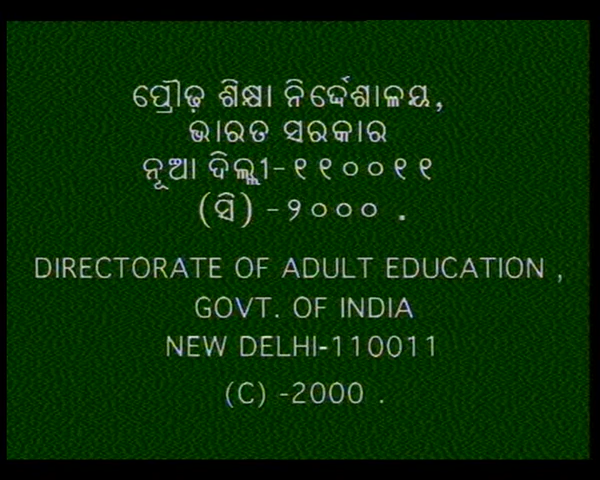 ପ୍ରୌଢ଼ ଶିକ୍ଷା ନିର୍ଦ୍ଦେଶାଳୟ,
ଭାରତ ସରକାର
ନୂଆ ଦିଲ୍ଲୀ-୧୧୦୦୧୧
(ସି) -୨୦୦୦ .
DIRECTORATE OF ADULT EDUCATION ,
GOVT. OF INDIA
NEW DELHI-110011
(C) -2000 .